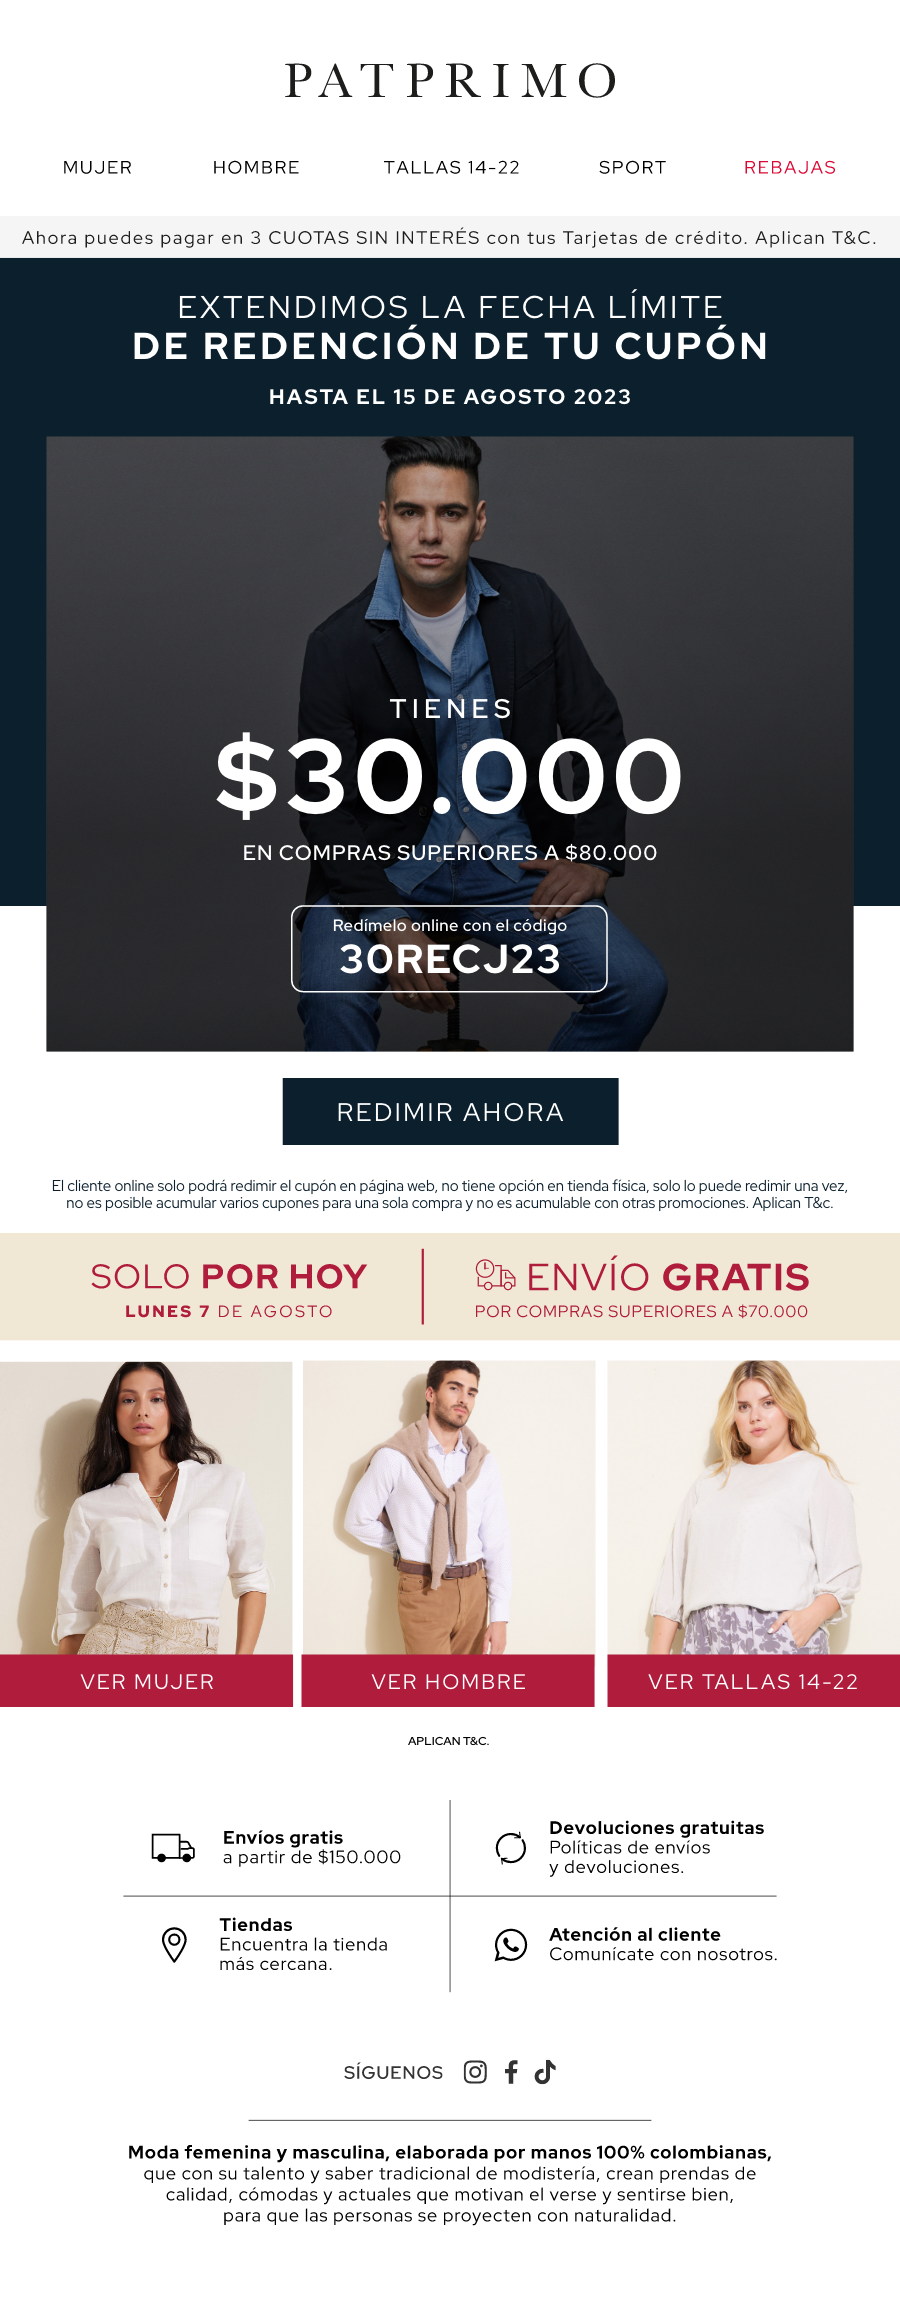 PATPRIMO
MUJER HOMBRE TALLAS 14-22 SPORT REBAJAS
Ahora puedes pagar en 3 CUOTAS SIN INTERÉS con tus Tarjetas de crédito. Aplican T&C.
EXTENDIMOS LA FECHA LÍMITE
DE REDENCIÓN DE TU CUPÓN
HASTA EL 15 DE AGOSTO 2023
TIENES
$30.000
EN COMPRAS SUPERIORES A $80.000
Redímelo online con el código
30RECJ23
REDIMIR AHORA
El cliente online solo podrá redimir el cupón en página web, no tiene opción en tienda física, solo lo puede redimir una vez,
no es posible acumular varios cupones para una sola compra y no es acumulable con otras promociones. Aplican T&c.
SOLO POR HOY
LUNES 7 DE AGOSTO
ENVÍO GRATIS
POR COMPRAS SUPERIORES A $70.000
VER MUJER
VER HOMBRE
VER TALLAS 14-22
APLICAN T&C.
Envíos gratis
a partir de $150.000
Devoluciones gratuitas
Políticas de envíos
y devoluciones.
Tiendas
Encuentra la tienda
más cercana.
Atención al cliente
Comunícate con nosotros.
SÍGUENOS
Moda femenina y masculina, elaborada por manos 100% colombianas,
que con su talento y saber tradicional de modistería, crean prendas de
calidad, cómodas y actuales que motivan el verse y sentirse bien,
para que las personas se proyecten con naturalidad.